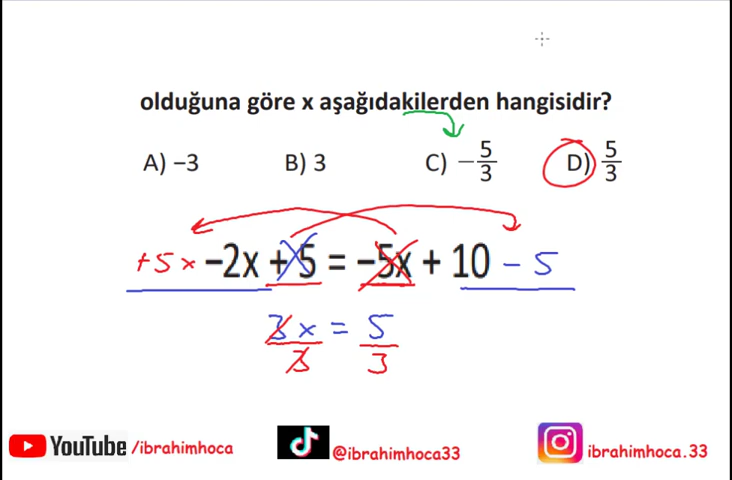 olduğuna göre x aşağıdakilerden hangisidir?
A) –3 B) 3 C) –5/3 D) 5/3
+5x –2x + 5 = –5x + 10 – 5
3x/3 = 5/3
YouTube /ibrahimhoca @ibrahimhoca33 ibrahimhoca.33